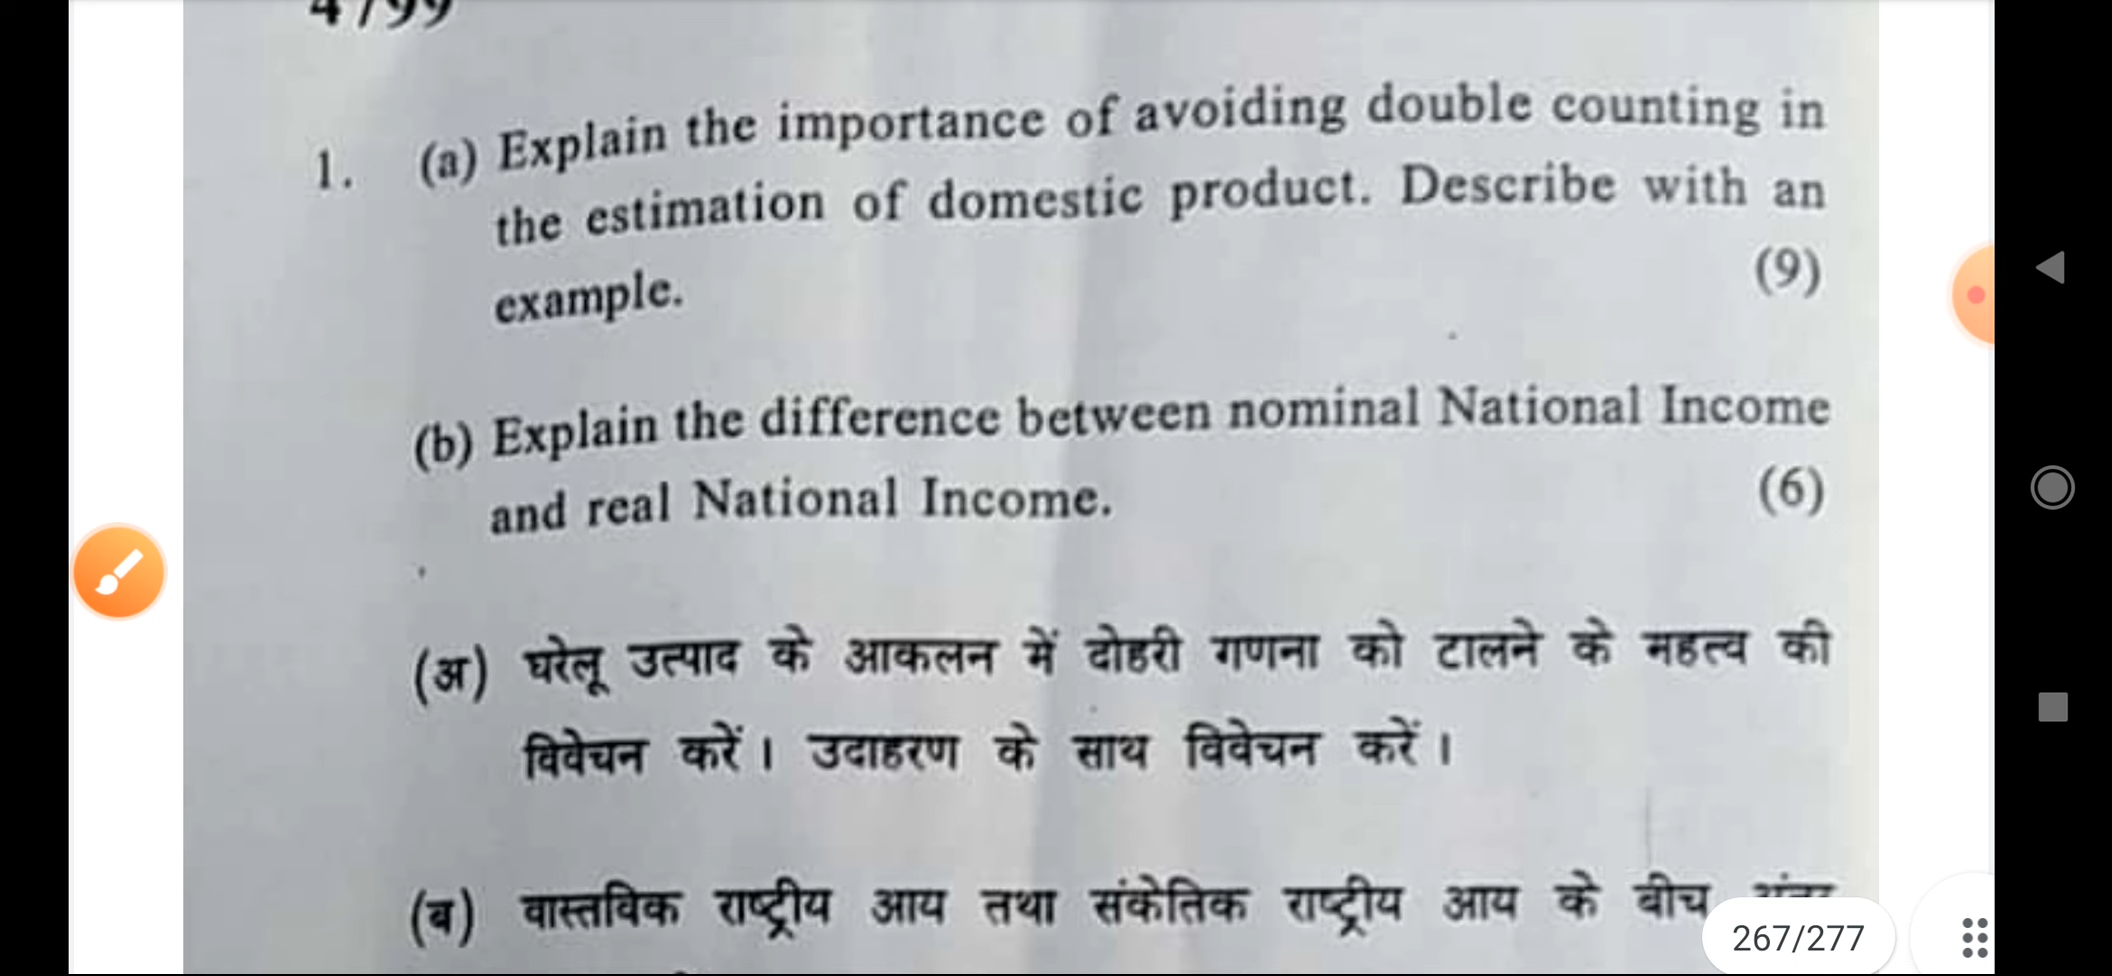 4799
1. (a) Explain the importance of avoiding double counting in
the estimation of domestic product. Describe with an
example. (9)
(b) Explain the difference between nominal National Income
and real National Income. (6)
(अ) घरेलू उत्पाद के आकलन में दोहरी गणना को टालने के महत्व की
विवेचन करें। उदाहरण के साथ विवेचन करें।
(ब) वास्तविक राष्ट्रीय आय तथा संकेतिक राष्ट्रीय आय के बीच
267/277